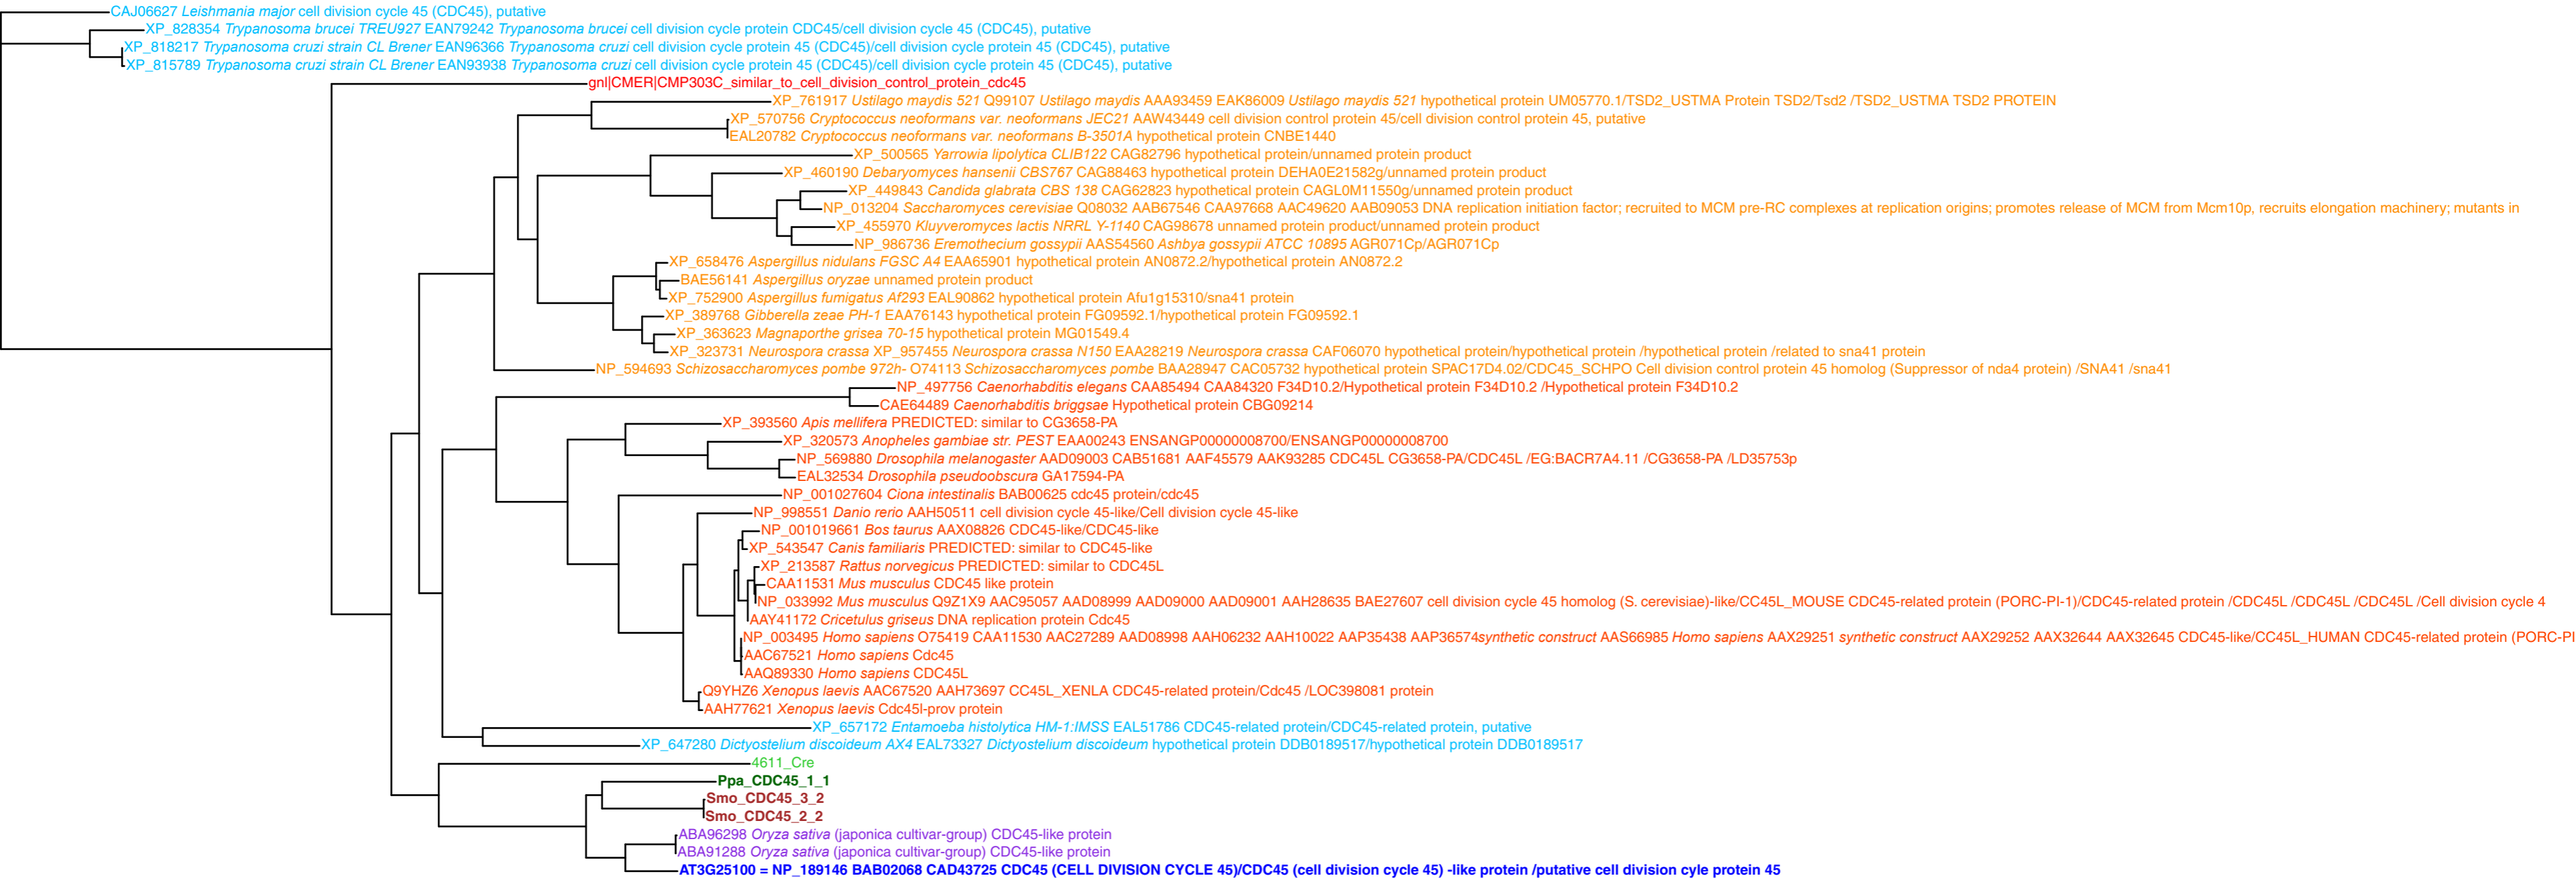 CAJ06627 Leishmania major cell division cycle 45 (CDC45), putative
XP_828354 Trypanosoma brucei TREU927 EAN79242 Trypanosoma brucei cell division cycle protein CDC45/cell division cycle 45 (CDC45), putative
XP_818217 Trypanosoma cruzi strain CL Brener EAN96366 Trypanosoma cruzi cell division cycle protein 45 (CDC45)/cell division cycle protein 45 (CDC45), putative
XP_815789 Trypanosoma cruzi strain CL Brener EAN93938 Trypanosoma cruzi cell division cycle protein 45 (CDC45)/cell division cycle protein 45 (CDC45), putative
gnl|CMER|CMP303C_similar_to_cell_division_control_protein_cdc45
XP_761917 Ustilago maydis 521 Q99107 Ustilago maydis AAA93459 EAK86009 Ustilago maydis 521 hypothetical protein UM05770.1/TSD2_USTMA Protein TSD2/Tsd2 /TSD2_USTMA TSD2 PROTEIN
XP_570756 Cryptococcus neoformans var. neoformans JEC21 AAW43449 cell division control protein 45/cell division control protein 45, putative
EAL20782 Cryptococcus neoformans var. neoformans B-3501A hypothetical protein CNBE1440
XP_500565 Yarrowia lipolytica CLIB122 CAG82796 hypothetical protein/unnamed protein product
XP_460190 Debaryomyces hansenii CBS767 CAG88463 hypothetical protein DEHA0E21582g/unnamed protein product
XP_449843 Candida glabrata CBS 138 CAG62823 hypothetical protein CAGL0M11550g/unnamed protein product
NP_013204 Saccharomyces cerevisiae Q08032 AAB67546 CAA97668 AAC49620 AAB09053 DNA replication initiation factor; recruited to MCM pre-RC complexes at replication origins; promotes release of MCM from Mcm10p, recruits elongation machinery; mutants in
XP_455970 Kluyveromyces lactis NRRL Y-1140 CAG98678 unnamed protein product/unnamed protein product
NP_986736 Eremothecium gossypii AAS54560 Ashbya gossypii ATCC 10895 AGR071Cp/AGR071Cp
XP_658476 Aspergillus nidulans FGSC A4 EAA65901 hypothetical protein AN0872.2/hypothetical protein AN0872.2
BAE56141 Aspergillus oryzae unnamed protein product
XP_752900 Aspergillus fumigatus Af293 EAL90862 hypothetical protein Afu1g15310/sna41 protein
XP_389768 Gibberella zeae PH-1 EAA76143 hypothetical protein FG09592.1/hypothetical protein FG09592.1
XP_363623 Magnaporthe grisea 70-15 hypothetical protein MG01549.4
XP_323731 Neurospora crassa XP_957455 Neurospora crassa N150 EAA28219 Neurospora crassa CAF06070 hypothetical protein/hypothetical protein /hypothetical protein /related to sna41 protein
NP_594693 Schizosaccharomyces pombe 972h- O74113 Schizosaccharomyces pombe BAA28947 CAC05732 hypothetical protein SPAC17D4.02/CDC45_SCHPO Cell division control protein 45 homolog (Suppressor of nda4 protein) /SNA41 /sna41
NP_497756 Caenorhabditis elegans CAA85494 CAA84320 F34D10.2/Hypothetical protein F34D10.2 /Hypothetical protein F34D10.2
CAE64489 Caenorhabditis briggsae Hypothetical protein CBG09214
XP_393560 Apis mellifera PREDICTED: similar to CG3658-PA
XP_320573 Anopheles gambiae str. PEST EAA00243 ENSANGP00000008700/ENSANGP00000008700
NP_569880 Drosophila melanogaster AAD09003 CAB51681 AAF45579 AAK93285 CDC45L CG3658-PA/CDC45L /EG:BACR7A4.11 /CG3658-PA /LD35753p
EAL32534 Drosophila pseudoobscura GA17594-PA
NP_001027604 Ciona intestinalis BAB00625 cdc45 protein/cdc45
NP_998551 Danio rerio AAH50511 cell division cycle 45-like/Cell division cycle 45-like
NP_001019661 Bos taurus AAX08826 CDC45-like/CDC45-like
XP_543547 Canis familiaris PREDICTED: similar to CDC45-like
XP_213587 Rattus norvegicus PREDICTED: similar to CDC45L
CAA11531 Mus musculus CDC45 like protein
NP_033992 Mus musculus Q9Z1X9 AAC95057 AAD08999 AAD09000 AAD09001 AAH28635 BAE27607 cell division cycle 45 homolog (S. cerevisiae)-like/CC45L_MOUSE CDC45-related protein (PORC-PI-1)/CDC45-related protein /CDC45L /CDC45L /CDC45L /Cell division cycle 4
AAY41172 Cricetulus griseus DNA replication protein Cdc45
NP_003495 Homo sapiens O75419 CAA11530 AAC27289 AAD08998 AAH06232 AAH10022 AAP35438 AAP36574synthetic construct AAS66985 Homo sapiens AAX29251 synthetic construct AAX29252 AAX32644 AAX32645 CDC45-like/CC45L_HUMAN CDC45-related protein (PORC-PI
AAC67521 Homo sapiens Cdc45
AAQ89330 Homo sapiens CDC45L
Q9YHZ6 Xenopus laevis AAC67520 AAH73697 CC45L_XENLA CDC45-related protein/Cdc45 /LOC398081 protein
AAH77621 Xenopus laevis Cdc45l-prov protein
XP_657172 Entamoeba histolytica HM-1:IMSS EAL51786 CDC45-related protein/CDC45-related protein, putative
XP_647280 Dictyostelium discoideum AX4 EAL73327 Dictyostelium discoideum hypothetical protein DDB0189517/hypothetical protein DDB0189517
4611_Cre
Ppa_CDC45_1_1
Smo_CDC45_3_2
Smo_CDC45_2_2
ABA96298 Oryza sativa (japonica cultivar-group) CDC45-like protein
ABA91288 Oryza sativa (japonica cultivar-group) CDC45-like protein
AT3G25100 = NP_189146 BAB02068 CAD43725 CDC45 (CELL DIVISION CYCLE 45)/CDC45 (cell division cycle 45) -like protein /putative cell division cyle protein 45